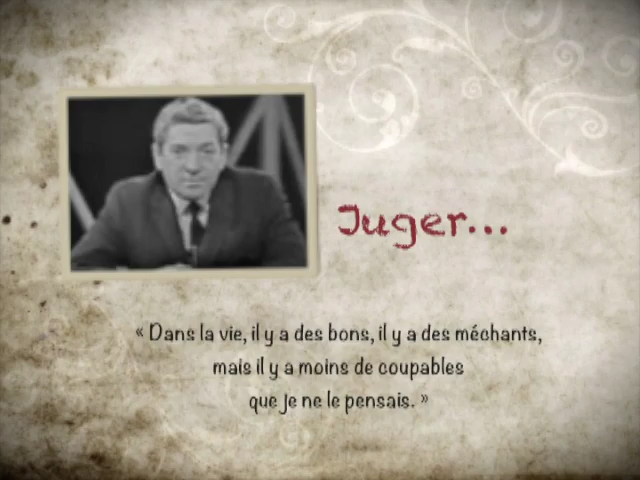 Juger...
« Dans la vie, il y a des bons, il y a des méchants,
mais il y a moins de coupables
que je ne le pensais. »